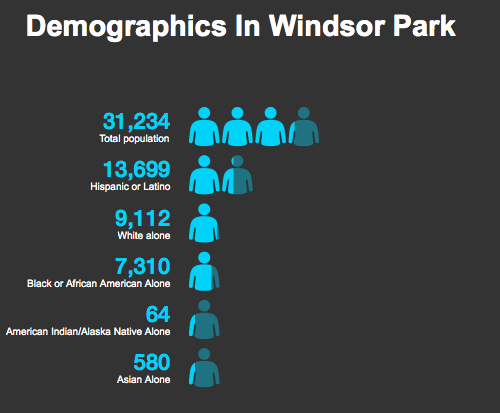 Demographics In Windsor Park
31,234
Total population
13,699
Hispanic or Latino
9,112
White alone
7,310
Black or African American Alone
64
American Indian/Alaska Native Alone
580
Asian Alone